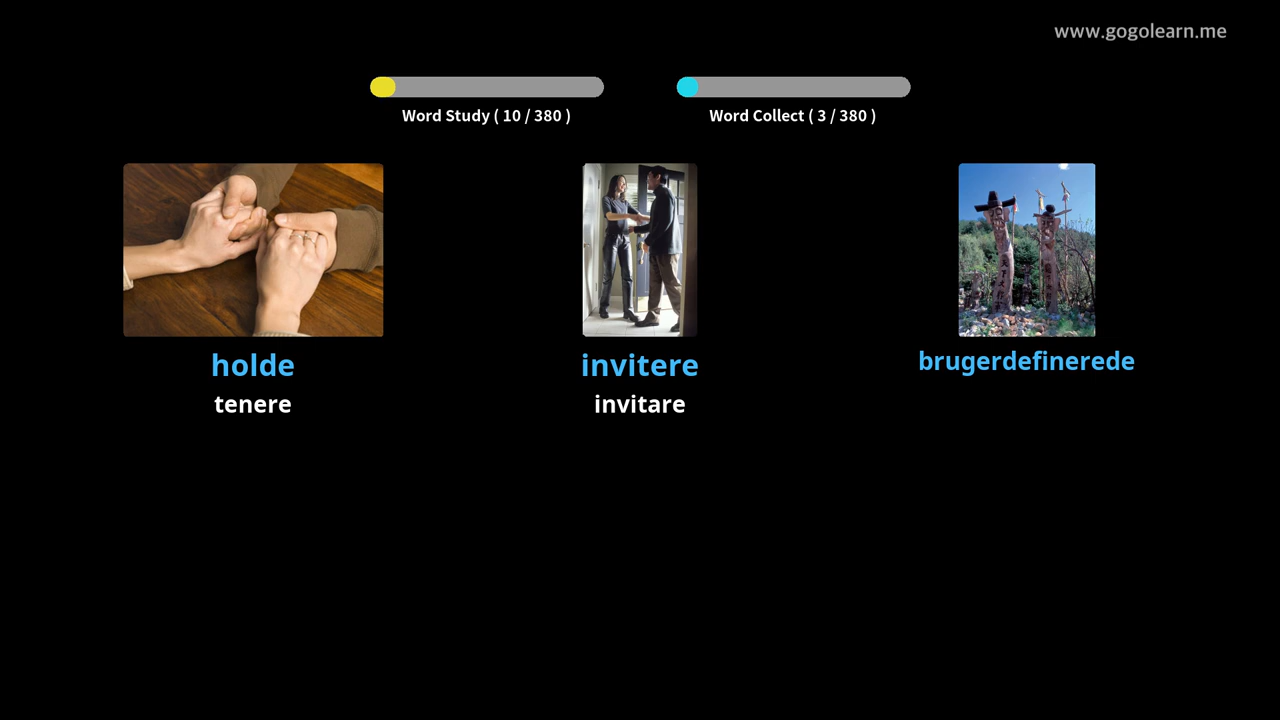 www.gogolearn.me
Word Study ( 10 / 380 )
Word Collect ( 3 / 380 )
holde
tenere
invitere
invitare
brugerdefinerede